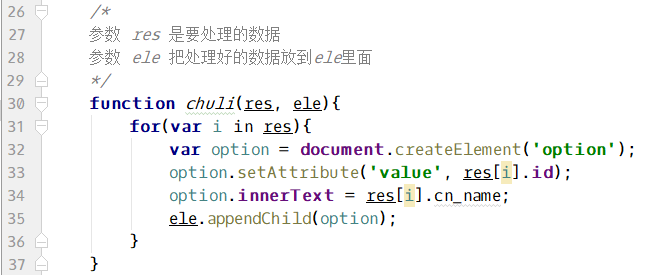 26 /*
27 参数 res 是要处理的数据
28 参数 ele 把处理好的数据放到ele里面
29 */
30 function chuli(res, ele){
31 for(var i in res){
32 var option = document.createElement('option');
33 option.setAttribute('value', res[i].id);
34 option.innerText = res[i].cn_name;
35 ele.appendChild(option);
36 }
37 }